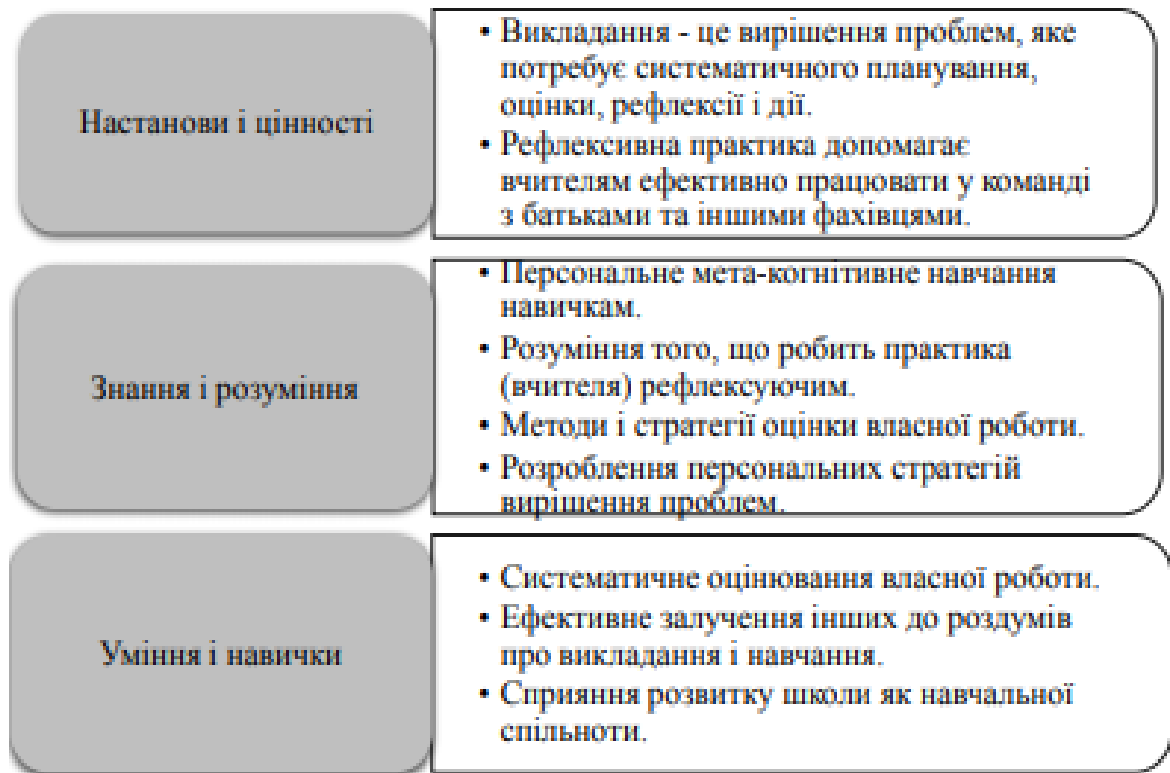 Настанови і цінності
• Викладання - це вирішення проблем, яке
потребує систематичного планування,
оцінки, рефлексії і дії.
• Рефлексивна практика допомагає
вчителям ефективно працювати у команді
з батьками та іншими фахівцями.
Знання і розуміння
• Персональне мета-когнітивне навчання
навичкам.
• Розуміння того, що робить практика
(вчителя) рефлексуючим.
• Методи і стратегії оцінки власної роботи.
• Розроблення персональних стратегій
вирішення проблем.
Уміння і навички
• Систематичне оцінювання власної роботи.
• Ефективне залучення інших до роздумів
про викладання і навчання.
• Сприяння розвитку школи як навчальної
спільноти.